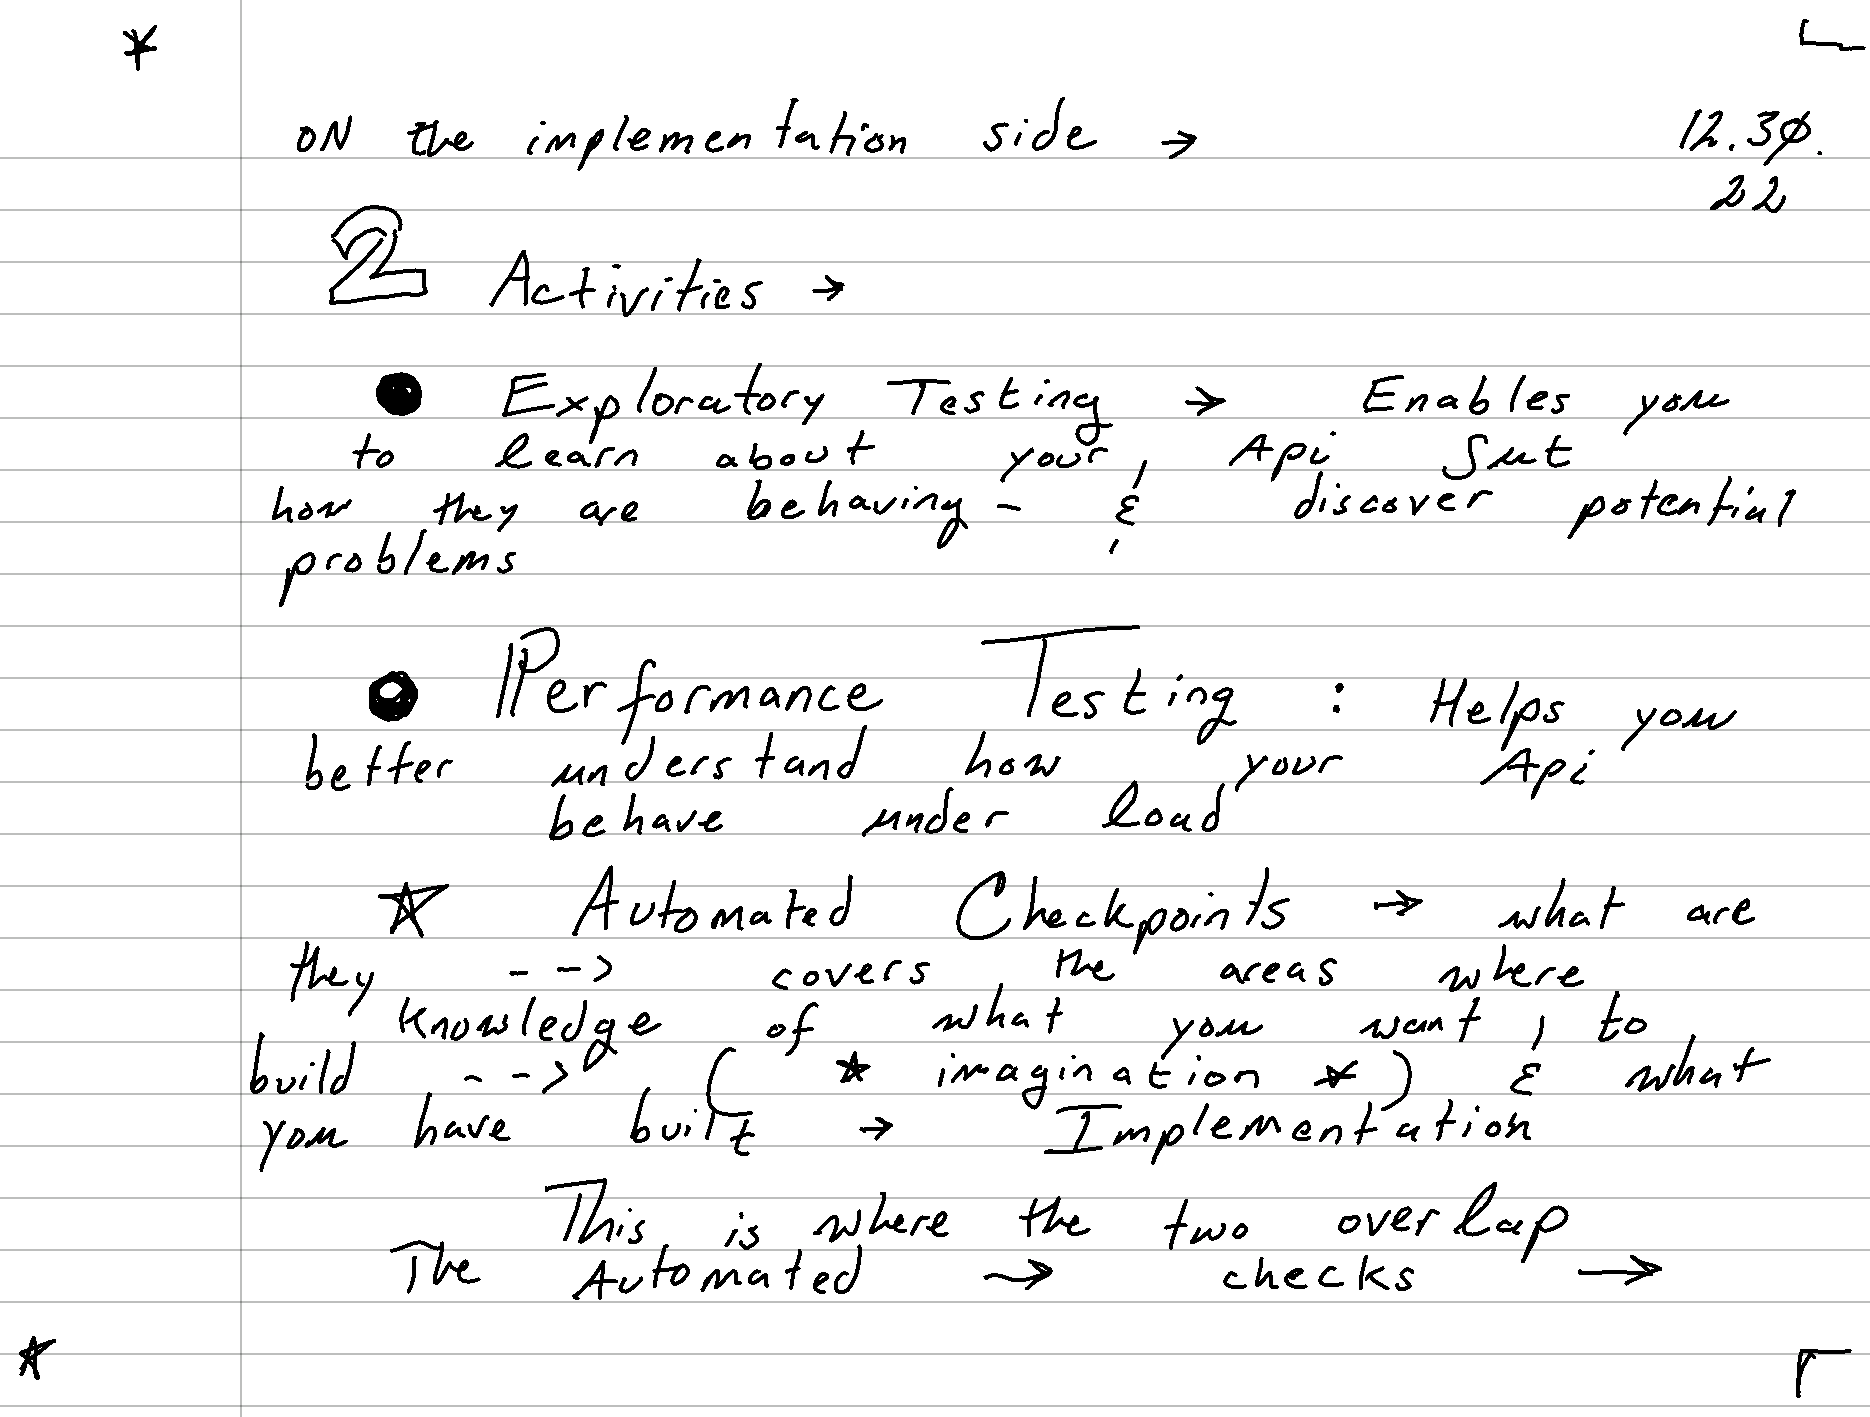 ON the implementation side →
12.30.
22
2 Activities →
● Exploratory Testing → Enables you
to learn about your, Api Sut
how they are behaving - & discover potential
problems
● Performance Testing : Helps you
better understand how your Api
behave under load
☆ Automated Checkpoints → what are
they --> covers the areas where
knowledge of what you want, to
build --> (* imagination *) & what
you have built → Implementation
This is where the two overlap
The Automated → checks →